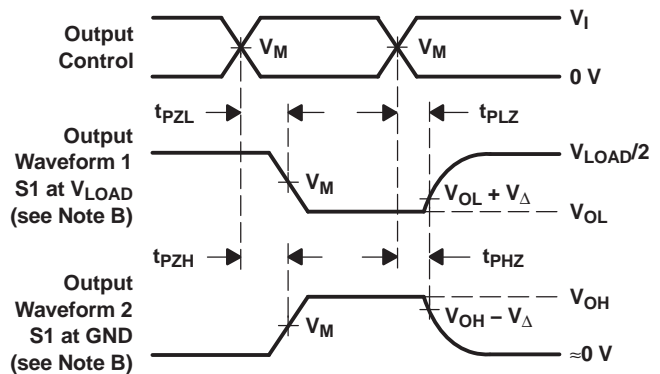 Output
Control
V_M
V_M
V_I
0 V
t_PZL
t_PLZ
Output
Waveform 1
S1 at V_LOAD
(see Note B)
V_M
V_LOAD/2
V_OL + V_Δ
V_OL
t_PZH
t_PHZ
Output
Waveform 2
S1 at GND
(see Note B)
V_M
V_OH
V_OH – V_Δ
≈0 V